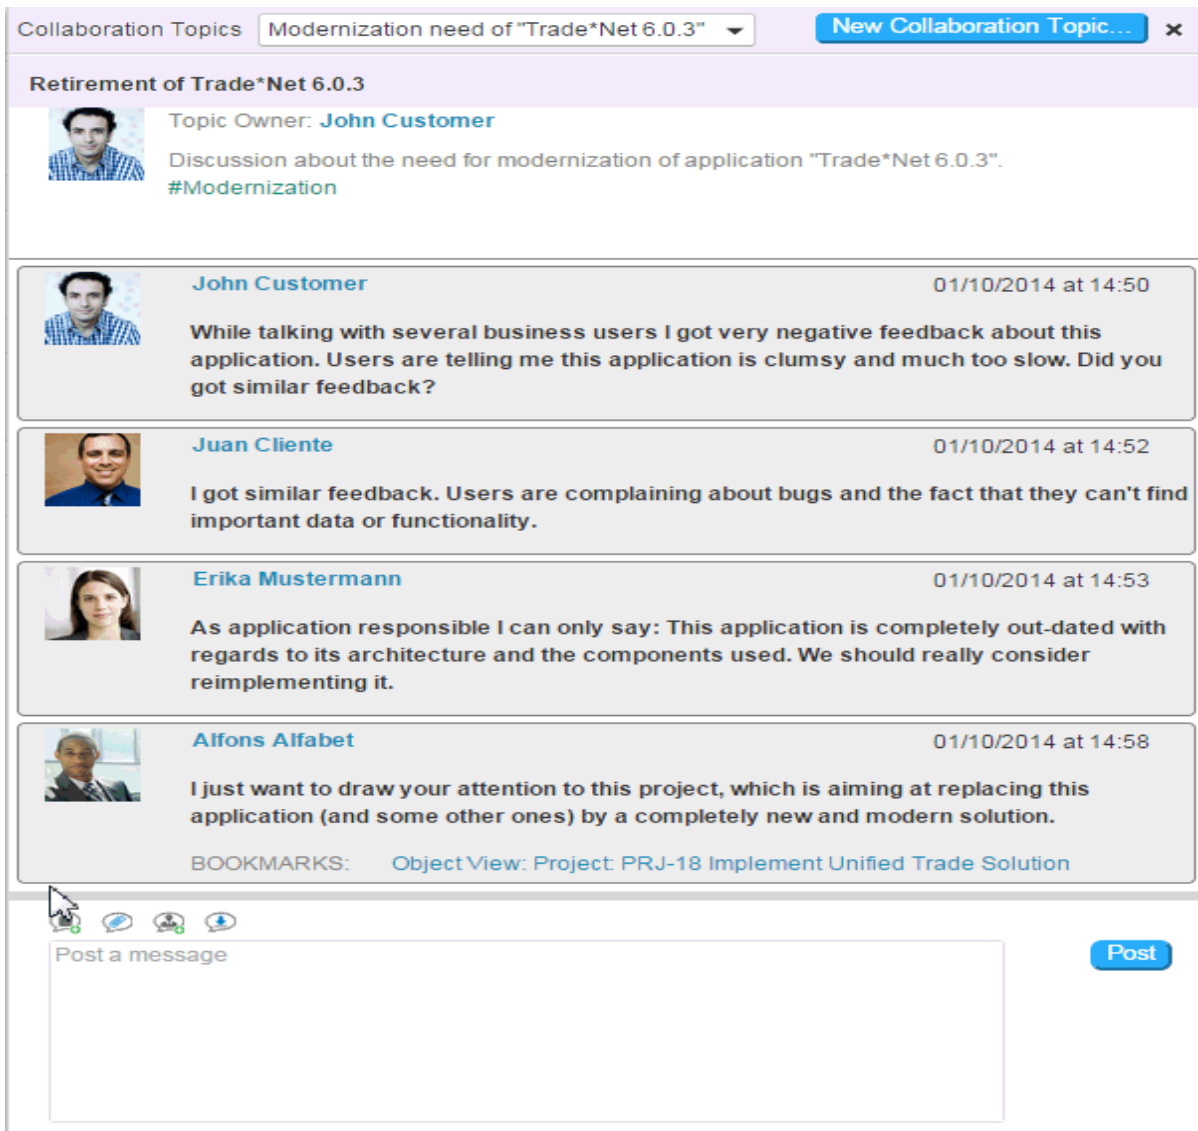 Collaboration Topics Modernization need of "Trade*Net 6.0.3" New Collaboration Topic...
Retirement of Trade*Net 6.0.3
Topic Owner: John Customer
Discussion about the need for modernization of application "Trade*Net 6.0.3".
#Modernization
John Customer 01/10/2014 at 14:50
While talking with several business users I got very negative feedback about this
application. Users are telling me this application is clumsy and much too slow. Did you
got similar feedback?
Juan Cliente 01/10/2014 at 14:52
I got similar feedback. Users are complaining about bugs and the fact that they can't find
important data or functionality.
Erika Mustermann 01/10/2014 at 14:53
As application responsible I can only say: This application is completely out-dated with
regards to its architecture and the components used. We should really consider
reimplementing it.
Alfons Alfabet 01/10/2014 at 14:58
I just want to draw your attention to this project, which is aiming at replacing this
application (and some other ones) by a completely new and modern solution.
BOOKMARKS: Object View: Project: PRJ-18 Implement Unified Trade Solution
Post a message Post